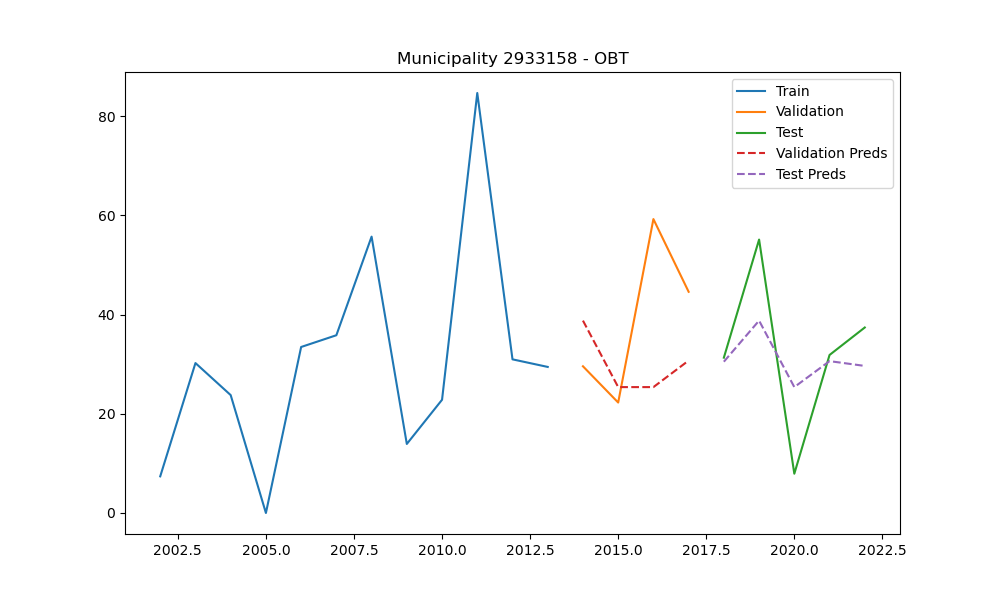 Municipality 2933158 - OBT
Train
Validation
Test
Validation Preds
Test Preds
80
60
40
20
0
2002.5 2005.0 2007.5 2010.0 2012.5 2015.0 2017.5 2020.0 2022.5